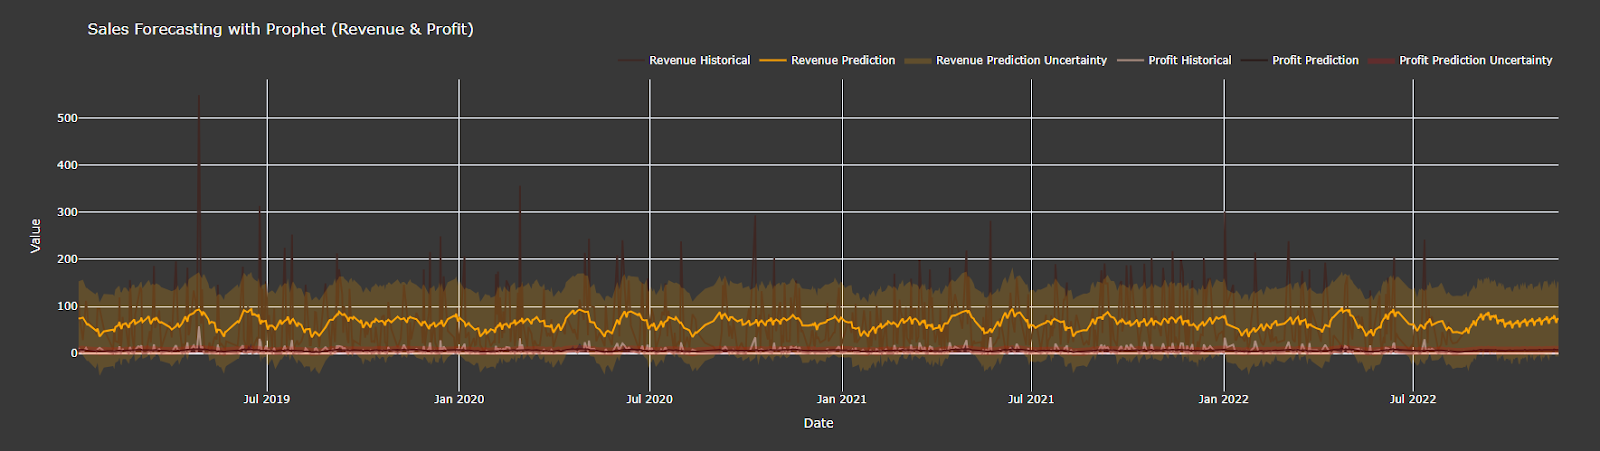 Sales Forecasting with Prophet (Revenue & Profit)
Revenue Historical Revenue Prediction Revenue Prediction Uncertainty Profit Historical Profit Prediction Profit Prediction Uncertainty
500
400
300
200
100
0
Value
Jul 2019 Jan 2020 Jul 2020 Jan 2021 Jul 2021 Jan 2022 Jul 2022
Date